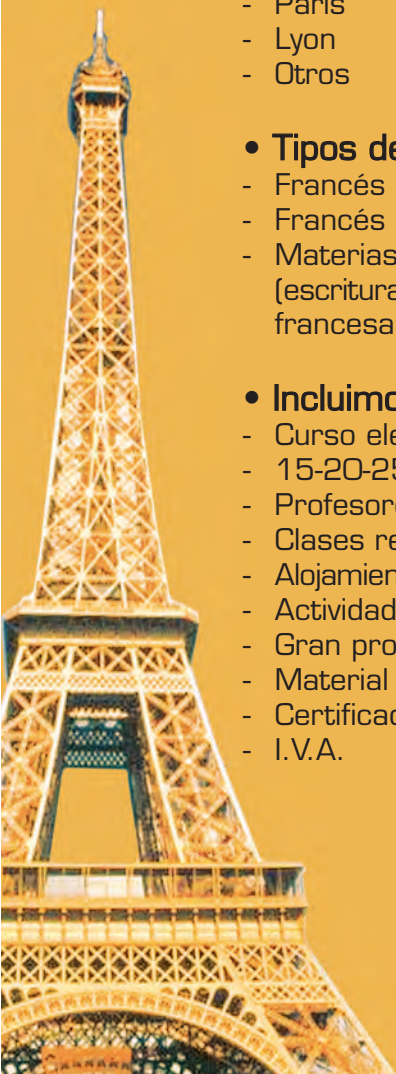 - París
- Lyon
- Otros
• Tipos de
- Francés
- Francés
- Materias
(escritura
francesa
• Incluimo
- Curso ele
- 15-20-25
- Profesor
- Clases re
- Alojamien
- Actividad
- Gran pro
- Material
- Certificad
- I.V.A.